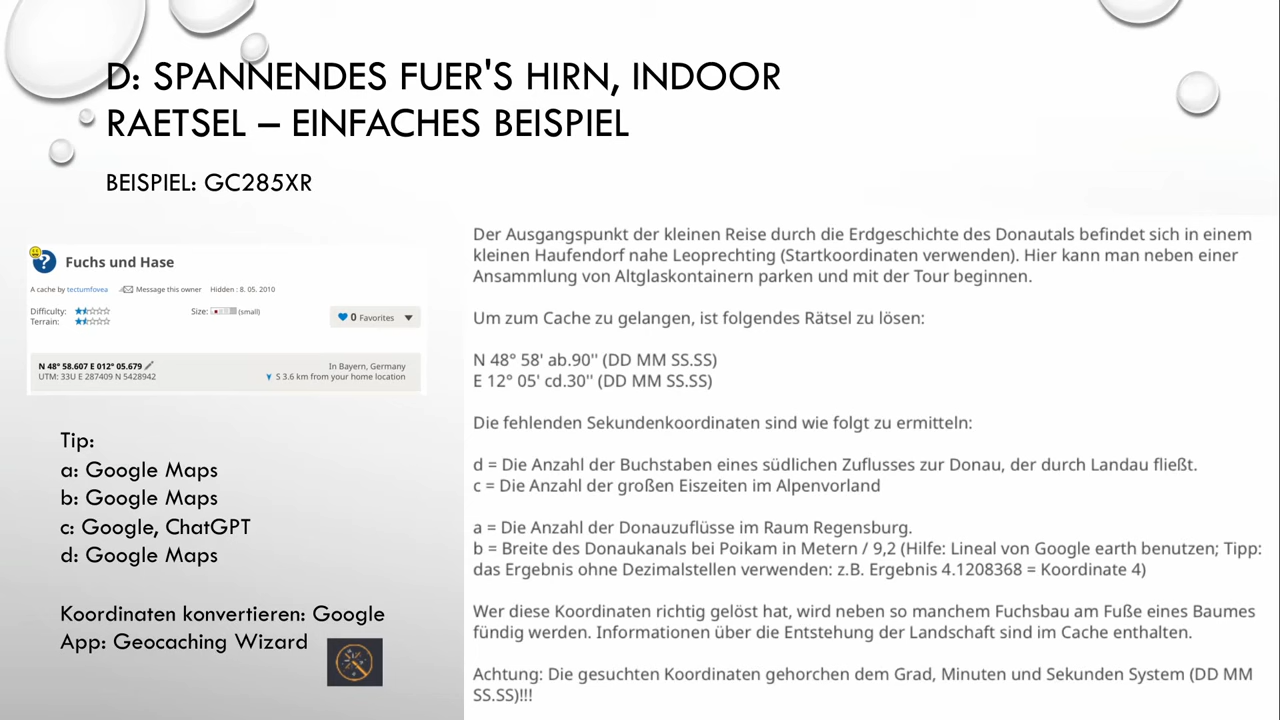 D: SPANNENDES FUER'S HIRN, INDOOR
RAETSEL – EINFACHES BEISPIEL
BEISPIEL: GC285XR
Fuchs und Hase
A cache by tectumfovea Message this owner Hidden : 8. 05. 2010
Difficulty:
Terrain:
Size: (small)
0 Favorites
N 48° 58.607 E 012° 05.679
UTM: 33U E 287409 N 5428942
In Bayern, Germany
S 3.6 km from your home location
Tip:
a: Google Maps
b: Google Maps
c: Google, ChatGPT
d: Google Maps
Koordinaten konvertieren: Google
App: Geocaching Wizard
Der Ausgangspunkt der kleinen Reise durch die Erdgeschichte des Donautals befindet sich in einem
kleinen Haufendorf nahe Leoprechting (Startkoordinaten verwenden). Hier kann man neben einer
Ansammlung von Altglaskontainern parken und mit der Tour beginnen.
Um zum Cache zu gelangen, ist folgendes Rätsel zu lösen:
N 48° 58' ab.90'' (DD MM SS.SS)
E 12° 05' cd.30'' (DD MM SS.SS)
Die fehlenden Sekundenkoordinaten sind wie folgt zu ermitteln:
d = Die Anzahl der Buchstaben eines südlichen Zuflusses zur Donau, der durch Landau fließt.
c = Die Anzahl der großen Eiszeiten im Alpenvorland
a = Die Anzahl der Donauzuflüsse im Raum Regensburg.
b = Breite des Donaukanals bei Poikam in Metern / 9,2 (Hilfe: Lineal von Google earth benutzen; Tipp:
das Ergebnis ohne Dezimalstellen verwenden: z.B. Ergebnis 4.1208368 = Koordinate 4)
Wer diese Koordinaten richtig gelöst hat, wird neben so manchem Fuchsbau am Fuße eines Baumes
fündig werden. Informationen über die Entstehung der Landschaft sind im Cache enthalten.
Achtung: Die gesuchten Koordinaten gehorchen dem Grad, Minuten und Sekunden System (DD MM
SS.SS)!!!